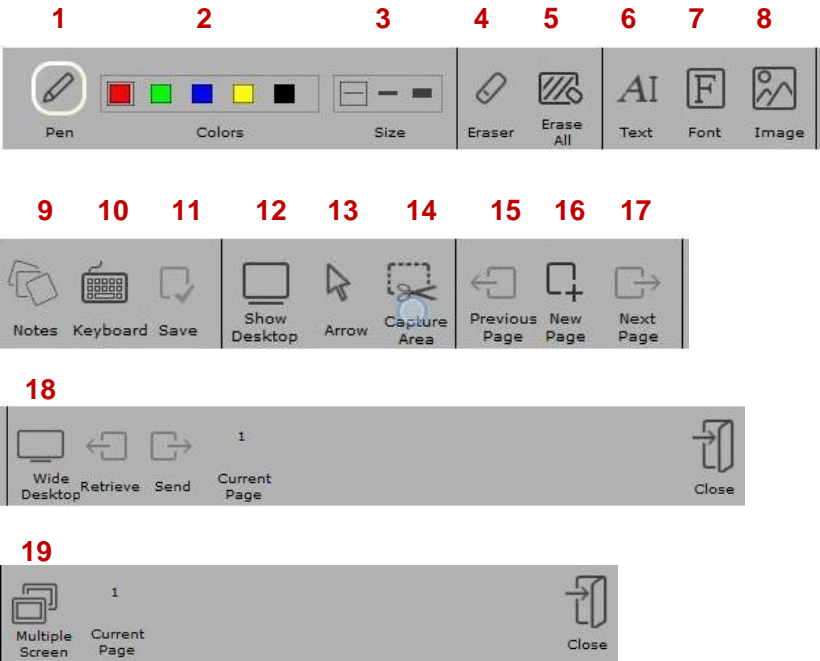 1 2 3 4 5 6 7 8
AI F
Pen Colors Size Eraser Erase All Text Font Image
9 10 11 12 13 14 15 16 17
Notes Keyboard Save Show Desktop Arrow Capture Area Previous Page New Page Next Page
18
1
Wide Desktop Retrieve Send Current Page Close
19
1
Multiple Screen Current Page Close